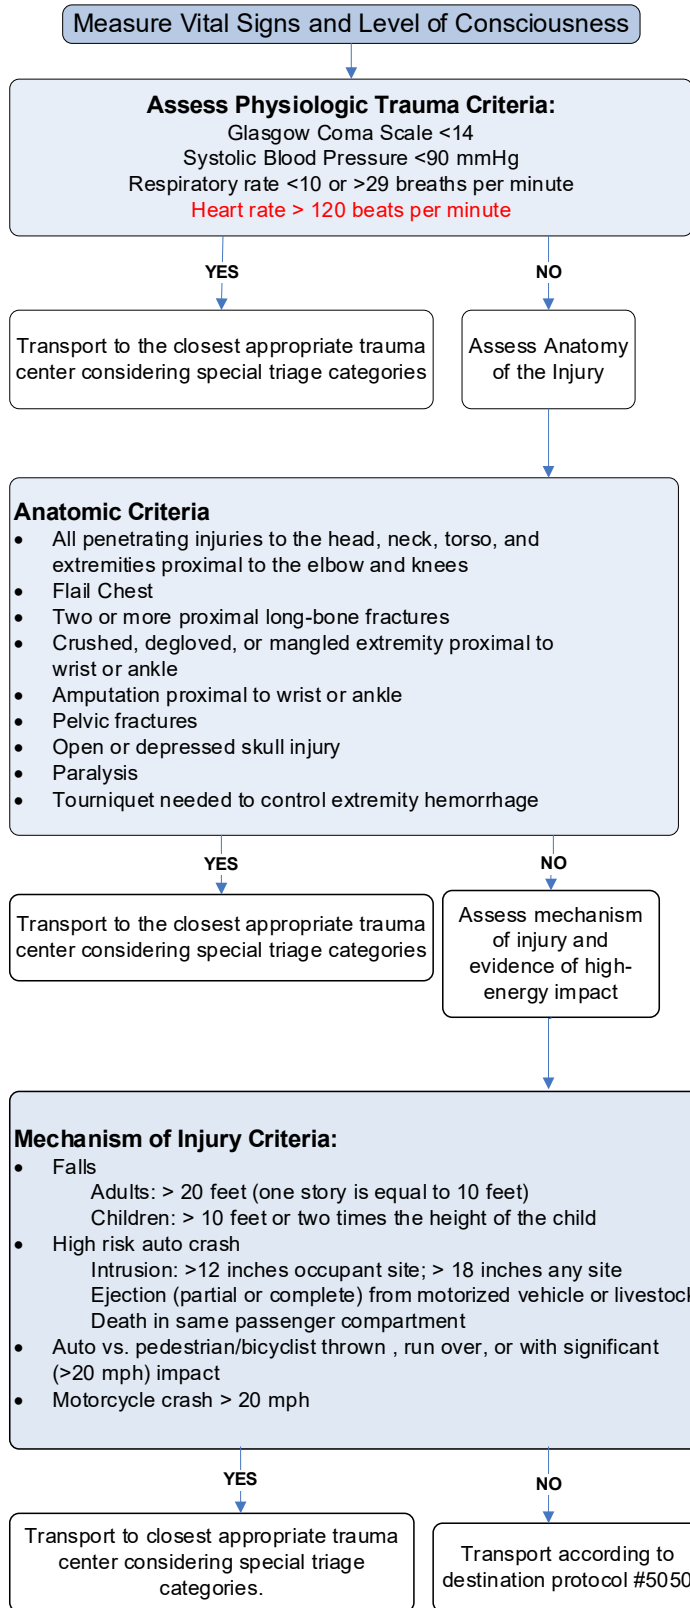 Measure Vital Signs and Level of Consciousness
Assess Physiologic Trauma Criteria:
Glasgow Coma Scale <14
Systolic Blood Pressure <90 mmHg
Respiratory rate <10 or >29 breaths per minute
Heart rate > 120 beats per minute
YES
NO
Transport to the closest appropriate trauma
center considering special triage categories
Assess Anatomy
of the Injury
Anatomic Criteria
• All penetrating injuries to the head, neck, torso, and
extremities proximal to the elbow and knees
• Flail Chest
• Two or more proximal long-bone fractures
• Crushed, degloved, or mangled extremity proximal to
wrist or ankle
• Amputation proximal to wrist or ankle
• Pelvic fractures
• Open or depressed skull injury
• Paralysis
• Tourniquet needed to control extremity hemorrhage
YES
NO
Transport to the closest appropriate trauma
center considering special triage categories
Assess mechanism
of injury and
evidence of high-
energy impact
Mechanism of Injury Criteria:
• Falls
Adults: > 20 feet (one story is equal to 10 feet)
Children: > 10 feet or two times the height of the child
• High risk auto crash
Intrusion: >12 inches occupant site; > 18 inches any site
Ejection (partial or complete) from motorized vehicle or livestock
Death in same passenger compartment
• Auto vs. pedestrian/bicyclist thrown , run over, or with significant
(>20 mph) impact
• Motorcycle crash > 20 mph
YES
NO
Transport to closest appropriate trauma
center considering special triage
categories.
Transport according to
destination protocol #5050